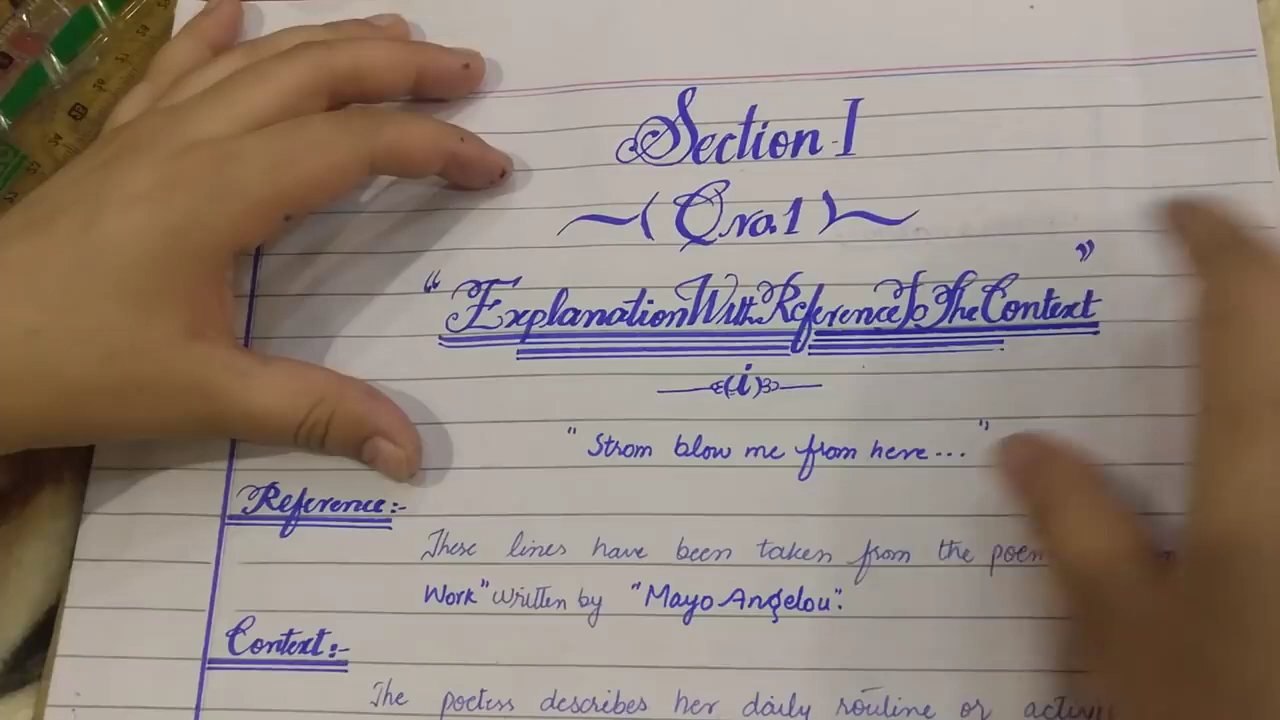 Section-I
(Q no.1)
"Explanation With Reference To The Context"
(i)
"Strom blow me from here..."
Reference:-
These lines have been taken from the poem
Work" written by "Mayo Angelou".
Context:-
The poetess describes her daily routine or